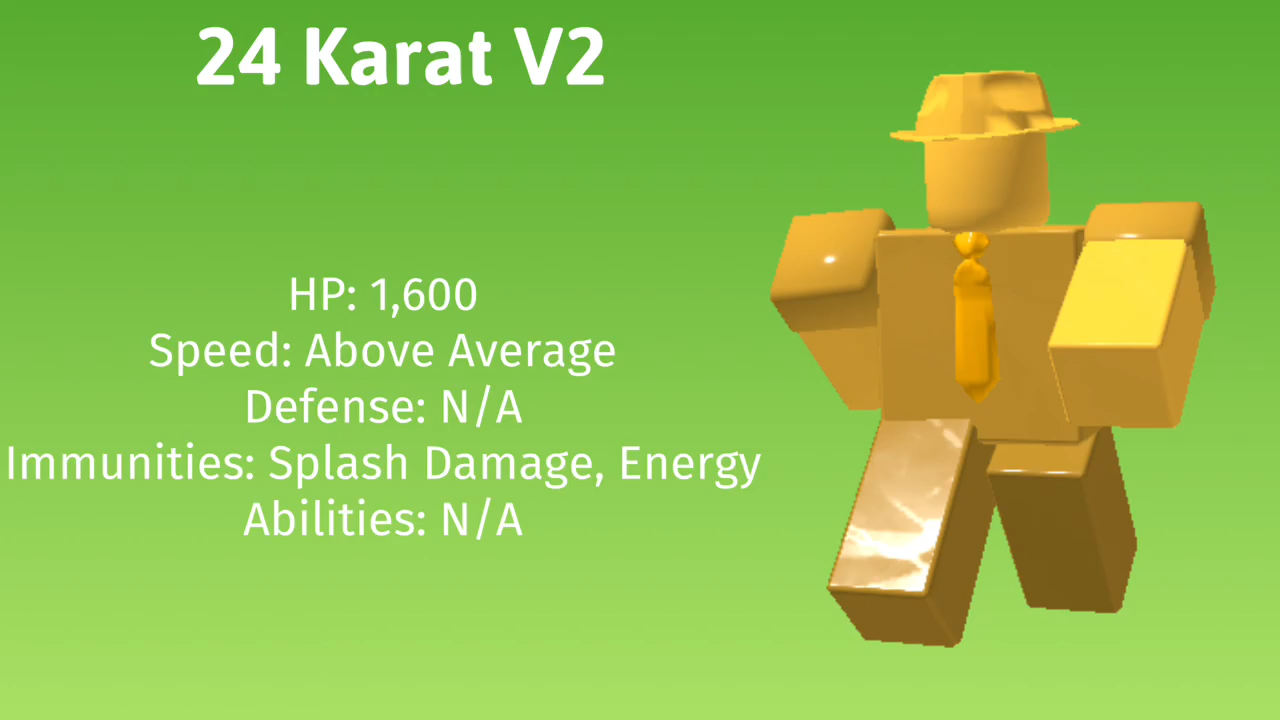 24 Karat V2
HP: 1,600
Speed: Above Average
Defense: N/A
Immunities: Splash Damage, Energy
Abilities: N/A